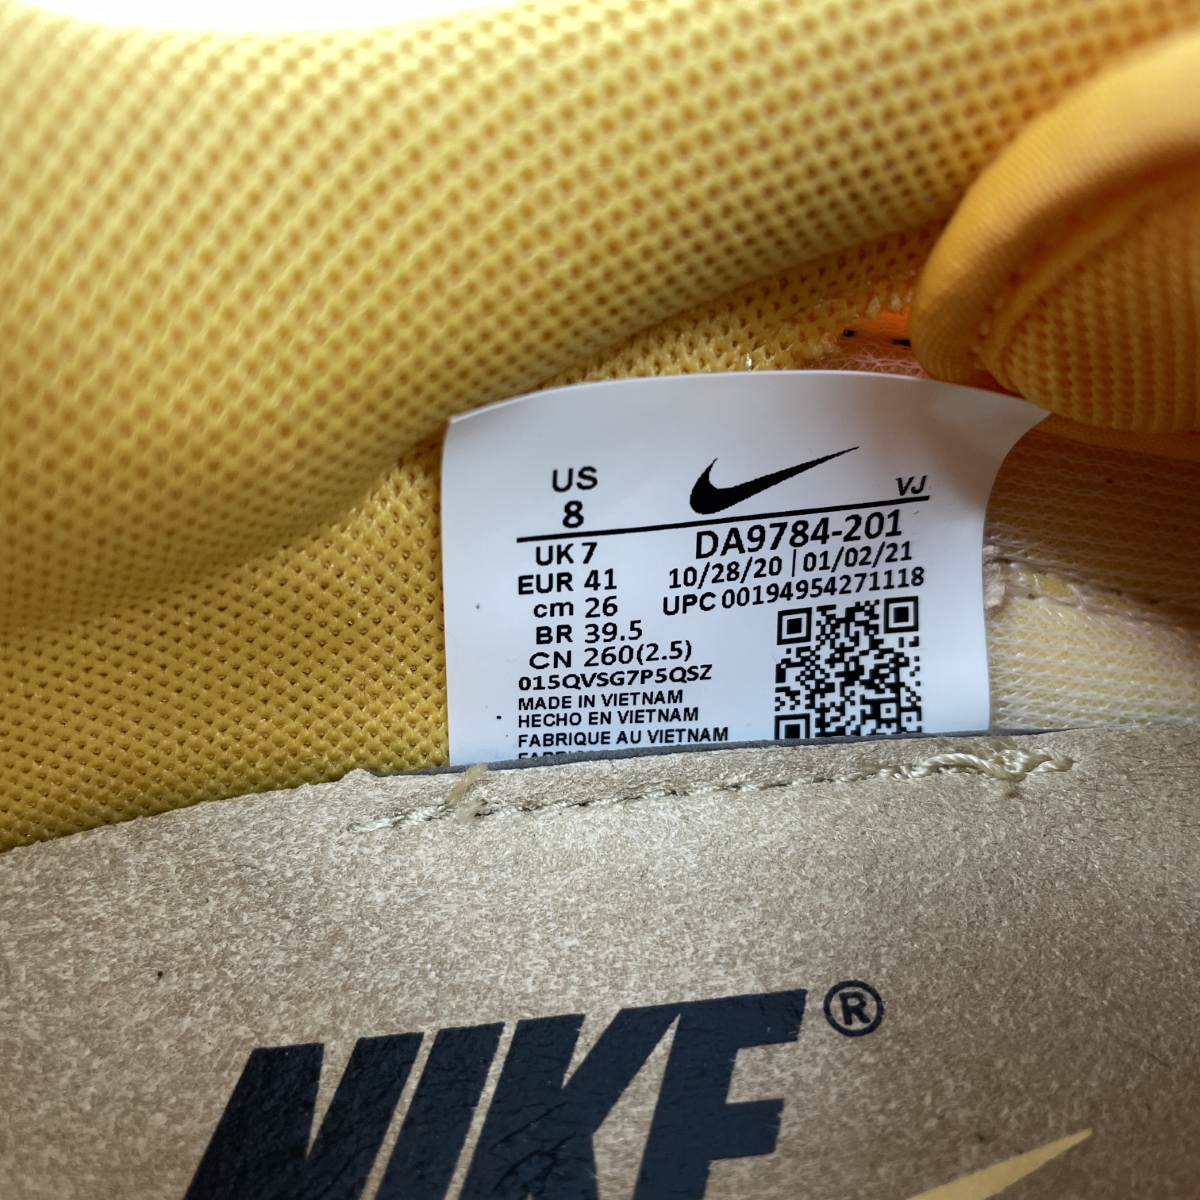 US
8
VJ
UK 7
DA9784-201
EUR 41
10/28/20 | 01/02/21
cm 26
UPC 00194954271118
BR 39.5
CN 260(2.5)
015QVSG7P5QSZ
MADE IN VIETNAM
HECHO EN VIETNAM
FABRIQUE AU VIETNAM
NIKE®